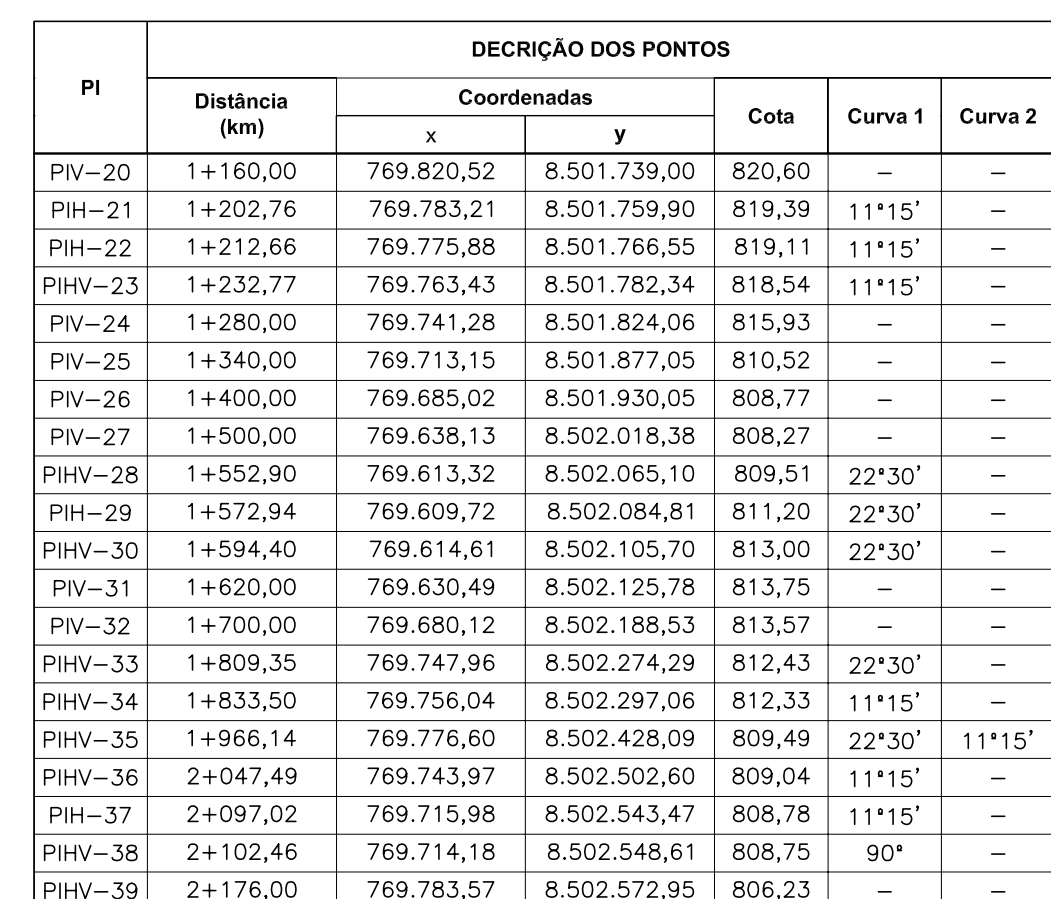 DECRIÇÃO DOS PONTOS
PI
Distância (km) Coordenadas Cota Curva 1 Curva 2
x y
PIV-20 1+160,00 769.820,52 8.501.739,00 820,60 – –
PIH-21 1+202,76 769.783,21 8.501.759,90 819,39 11°15' –
PIH-22 1+212,66 769.775,88 8.501.766,55 819,11 11°15' –
PIHV-23 1+232,77 769.763,43 8.501.782,34 818,54 11°15' –
PIV-24 1+280,00 769.741,28 8.501.824,06 815,93 – –
PIV-25 1+340,00 769.713,15 8.501.877,05 810,52 – –
PIV-26 1+400,00 769.685,02 8.501.930,05 808,77 – –
PIV-27 1+500,00 769.638,13 8.502.018,38 808,27 – –
PIHV-28 1+552,90 769.613,32 8.502.065,10 809,51 22°30' –
PIH-29 1+572,94 769.609,72 8.502.084,81 811,20 22°30' –
PIHV-30 1+594,40 769.614,61 8.502.105,70 813,00 22°30' –
PIV-31 1+620,00 769.630,49 8.502.125,78 813,75 – –
PIV-32 1+700,00 769.680,12 8.502.188,53 813,57 – –
PIHV-33 1+809,35 769.747,96 8.502.274,29 812,43 22°30' –
PIHV-34 1+833,50 769.756,04 8.502.297,06 812,33 11°15' –
PIHV-35 1+966,14 769.776,60 8.502.428,09 809,49 22°30' 11°15'
PIHV-36 2+047,49 769.743,97 8.502.502,60 809,04 11°15' –
PIH-37 2+097,02 769.715,98 8.502.543,47 808,78 11°15' –
PIHV-38 2+102,46 769.714,18 8.502.548,61 808,75 90° –
PIHV-39 2+176,00 769.783,57 8.502.572,95 806,23 – –